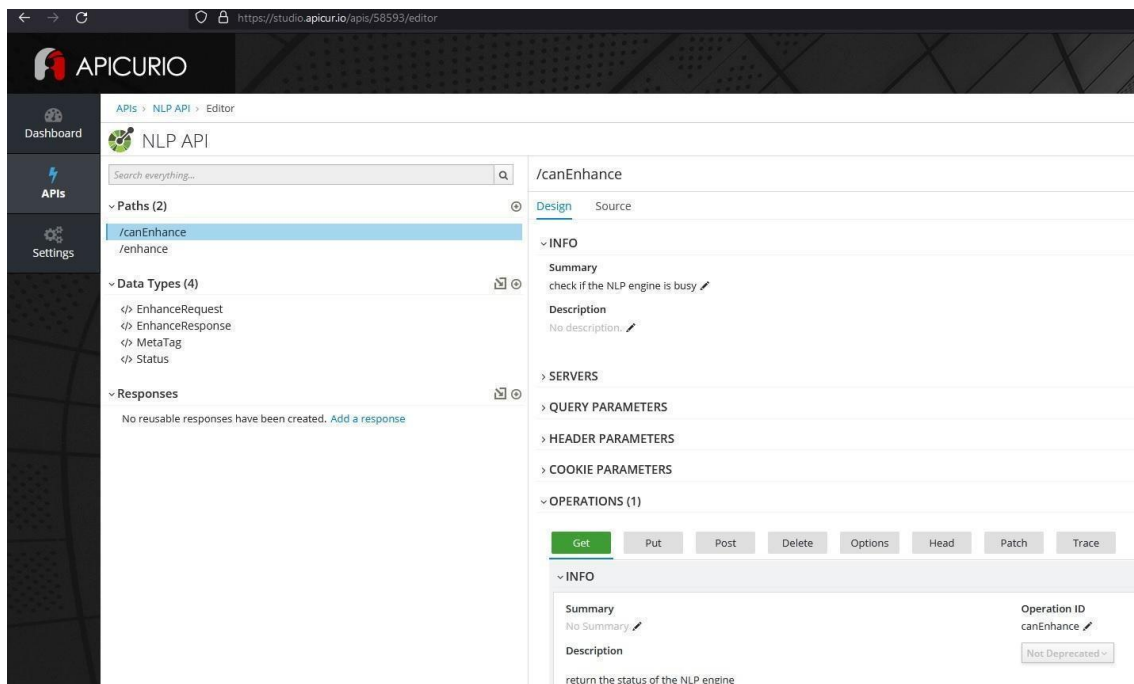 https://studio.apicur.io/apis/58593/editor
APICURIO
Dashboard
APIs
Settings
APIs > NLP API > Editor
NLP API
Search everything...
Paths (2)
/canEnhance
/enhance
Data Types (4)
</> EnhanceRequest
</> EnhanceResponse
</> MetaTag
</> Status
Responses
No reusable responses have been created. Add a response
/canEnhance
Design Source
INFO
Summary
check if the NLP engine is busy
Description
No description.
SERVERS
QUERY PARAMETERS
HEADER PARAMETERS
COOKIE PARAMETERS
OPERATIONS (1)
Get Put Post Delete Options Head Patch Trace
INFO
Summary
No Summary
Operation ID
canEnhance
Description
Not Deprecated
return the status of the NLP engine